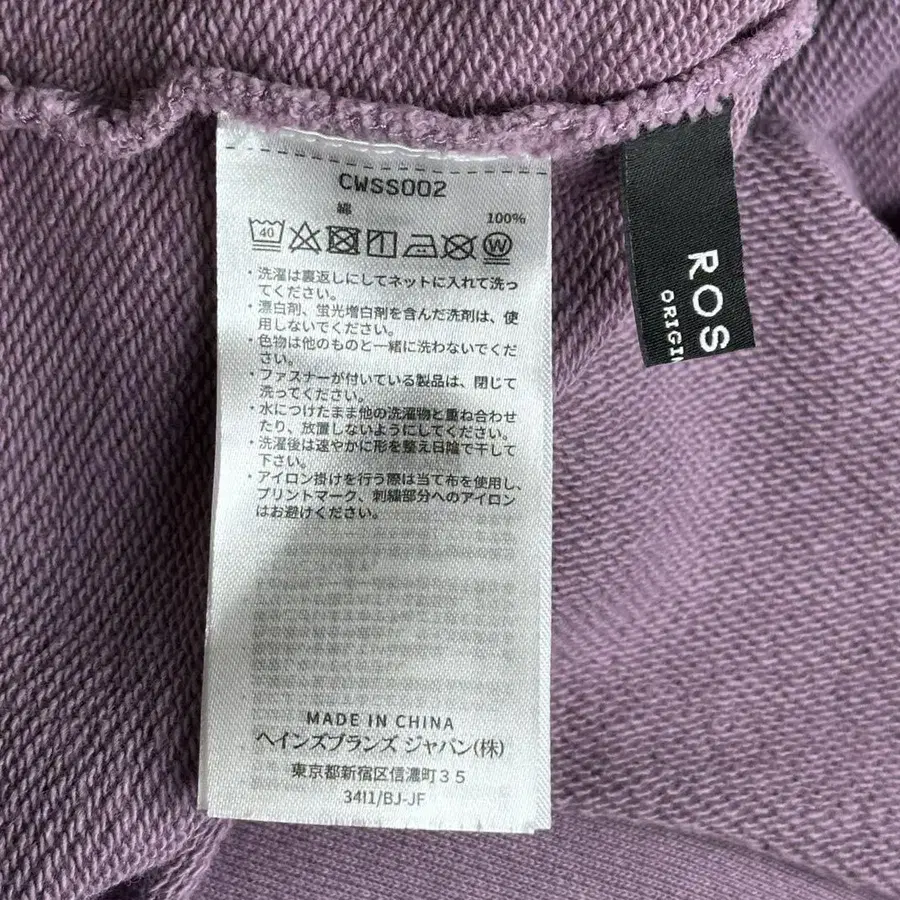 CWSS002
綿 100%
40
W
・洗濯は裏返しにしてネットに入れて洗っ
てください。
・漂白剤、蛍光増白剤を含んだ洗剤は、使
用しないでください。
・色物は他のものと一緒に洗わないでくだ
さい。
・ファスナーが付いている製品は、閉じて
洗ってください。
・水につけたまま他の洗濯物と重ね合わせ
たり、放置しないようにしてください。
・洗濯後は速やかに形を整え日陰で干して
下さい。
・アイロン掛けを行う際は当て布を使用し、
プリントマーク、刺繍部分へのアイロン
はお避けください。
MADE IN CHINA
ヘインズブランズ ジャパン(株)
東京都新宿区信濃町35
34I1/BJ-JF
ROS
ORIGIN